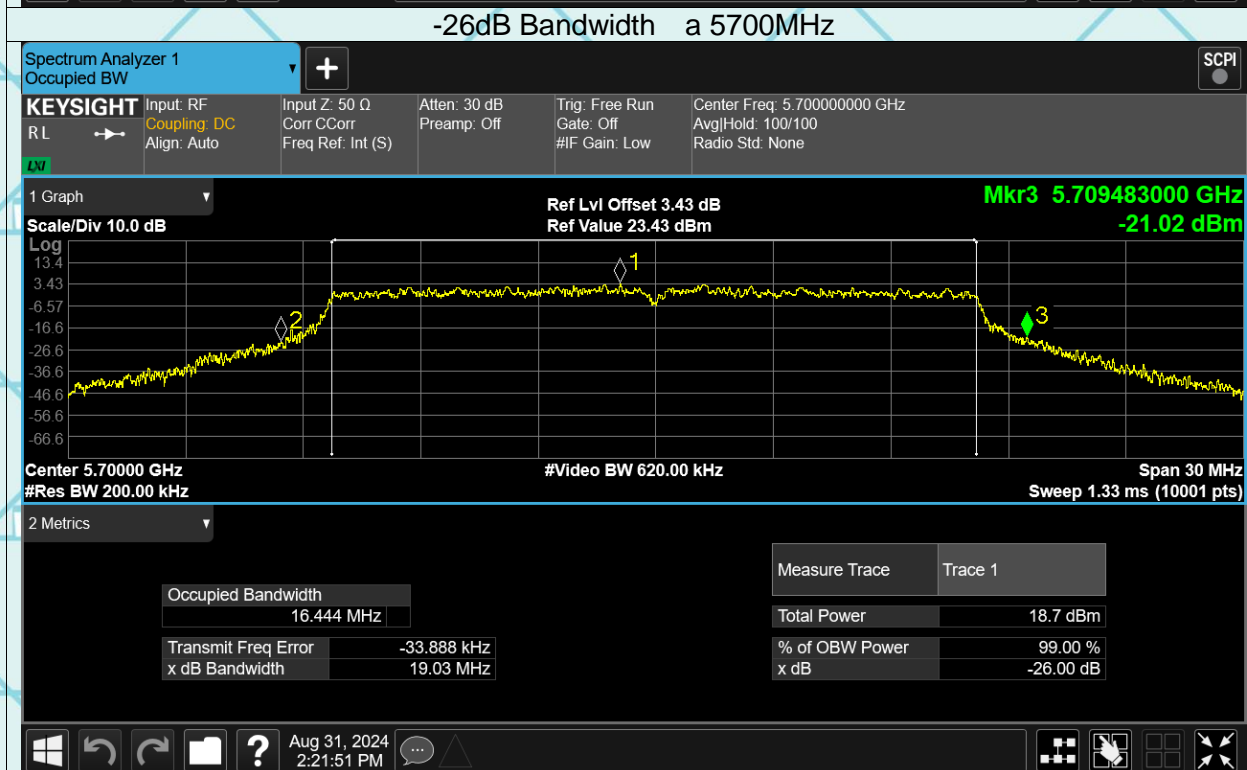 -26dB Bandwidth a 5700MHz
Spectrum Analyzer 1
Occupied BW
SCPI
KEYSIGHT
R L
LXI
Input: RF
Coupling: DC
Align: Auto
Input Z: 50 Ω
Corr CCorr
Freq Ref: Int (S)
Atten: 30 dB
Preamp: Off
Trig: Free Run
Gate: Off
#IF Gain: Low
Center Freq: 5.700000000 GHz
Avg|Hold: 100/100
Radio Std: None
1 Graph
Scale/Div 10.0 dB
Ref Lvl Offset 3.43 dB
Ref Value 23.43 dBm
Mkr3 5.709483000 GHz
-21.02 dBm
Log
13.4
3.43
-6.57
-16.6
-26.6
-36.6
-46.6
-56.6
-66.6
1
2
3
Center 5.70000 GHz
#Res BW 200.00 kHz
#Video BW 620.00 kHz
Span 30 MHz
Sweep 1.33 ms (10001 pts)
2 Metrics
Occupied Bandwidth
16.444 MHz
Transmit Freq Error -33.888 kHz
x dB Bandwidth 19.03 MHz
Measure Trace Trace 1
Total Power 18.7 dBm
% of OBW Power 99.00 %
x dB -26.00 dB
?
Aug 31, 2024
2:21:51 PM